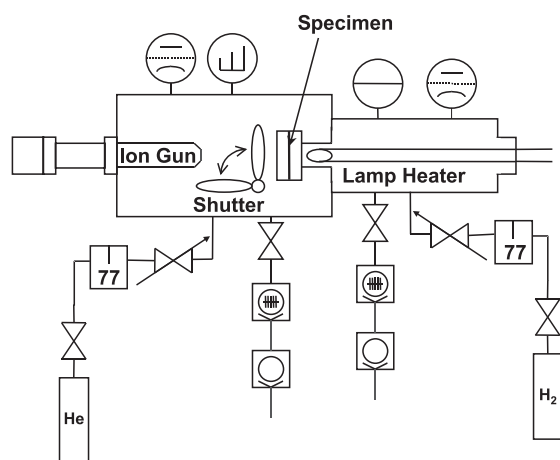 Specimen
Ion Gun
Lamp Heater
Shutter
77
77
He
H₂